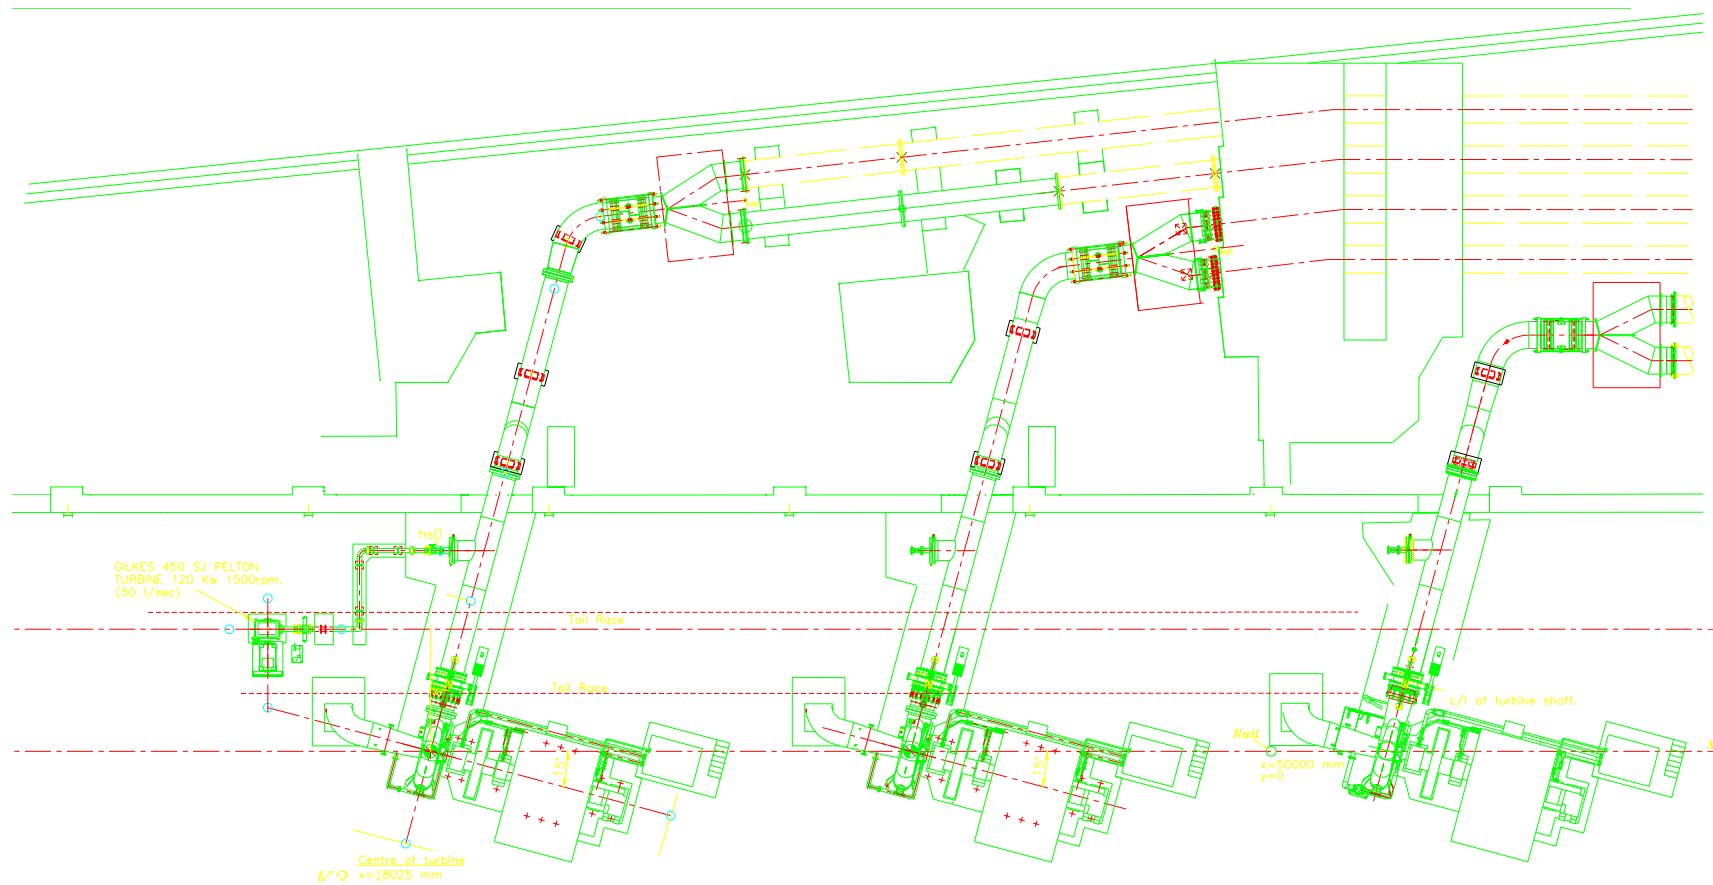 hs0
GILKES 450 SJ PELTON
TURBINE 120 Kw 1500rpm.
(50 l/sec)
Tail Race
Tail Race
c/l of turbine shaft.
Nail
x=50000 mm
y=0
15°
15°
Centre of turbine
x=18025 mm